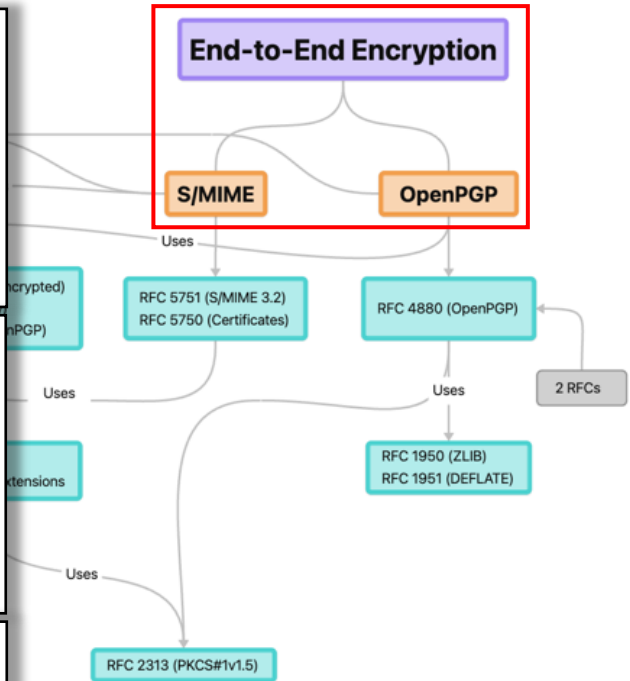 End-to-End Encryption
S/MIME
OpenPGP
Uses
RFC 5751 (S/MIME 3.2)
RFC 5750 (Certificates)
RFC 4880 (OpenPGP)
2 RFCs
Uses
Uses
RFC 1950 (ZLIB)
RFC 1951 (DEFLATE)
Uses
RFC 2313 (PKCS#1v1.5)